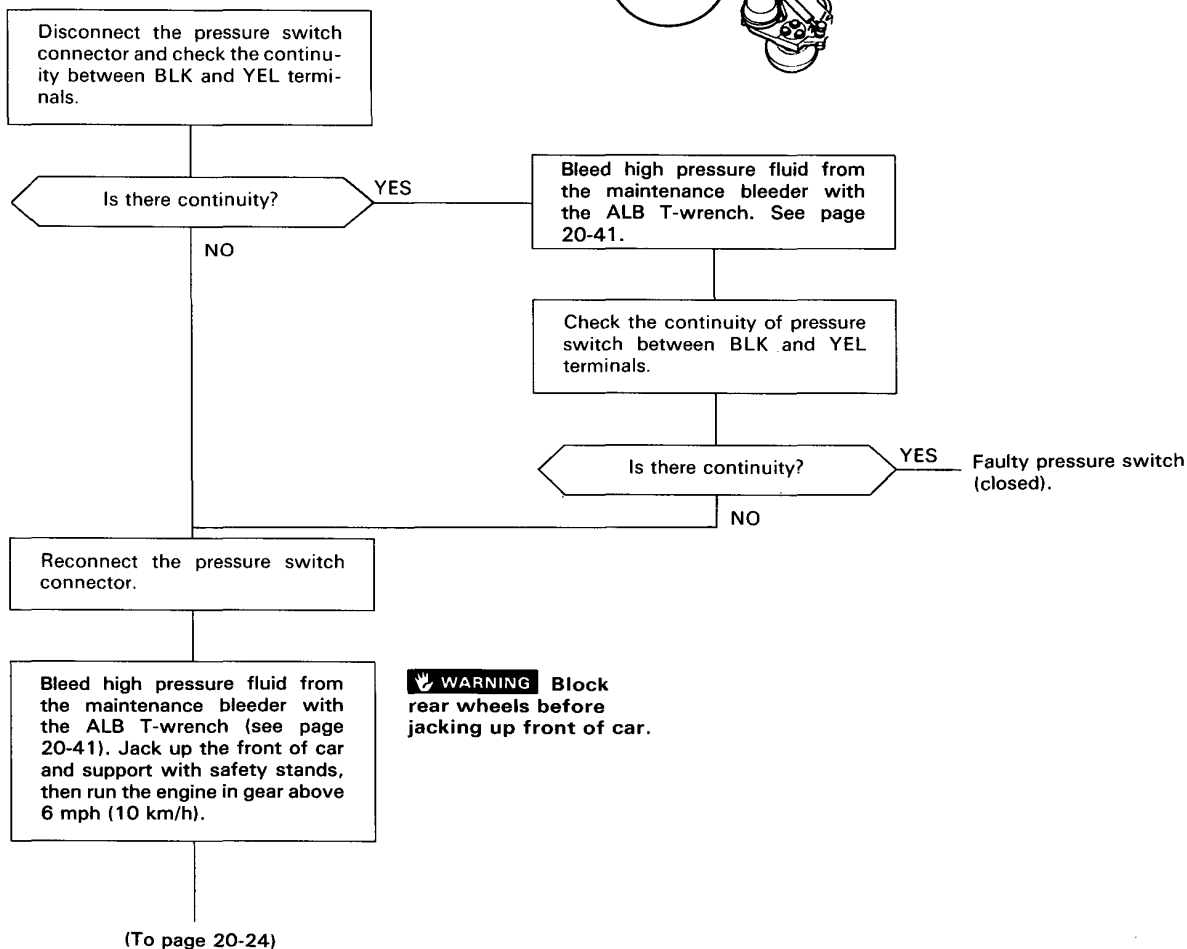 Disconnect the pressure switch
connector and check the continu-
ity between BLK and YEL termi-
nals.
Is there continuity?
YES
NO
Bleed high pressure fluid from
the maintenance bleeder with
the ALB T-wrench. See page
20-41.
Check the continuity of pressure
switch between BLK and YEL
terminals.
Is there continuity?
YES
Faulty pressure switch
(closed).
NO
Reconnect the pressure switch
connector.
Bleed high pressure fluid from
the maintenance bleeder with
the ALB T-wrench (see page
20-41). Jack up the front of car
and support with safety stands,
then run the engine in gear above
6 mph (10 km/h).
WARNING Block
rear wheels before
jacking up front of car.
(To page 20-24)